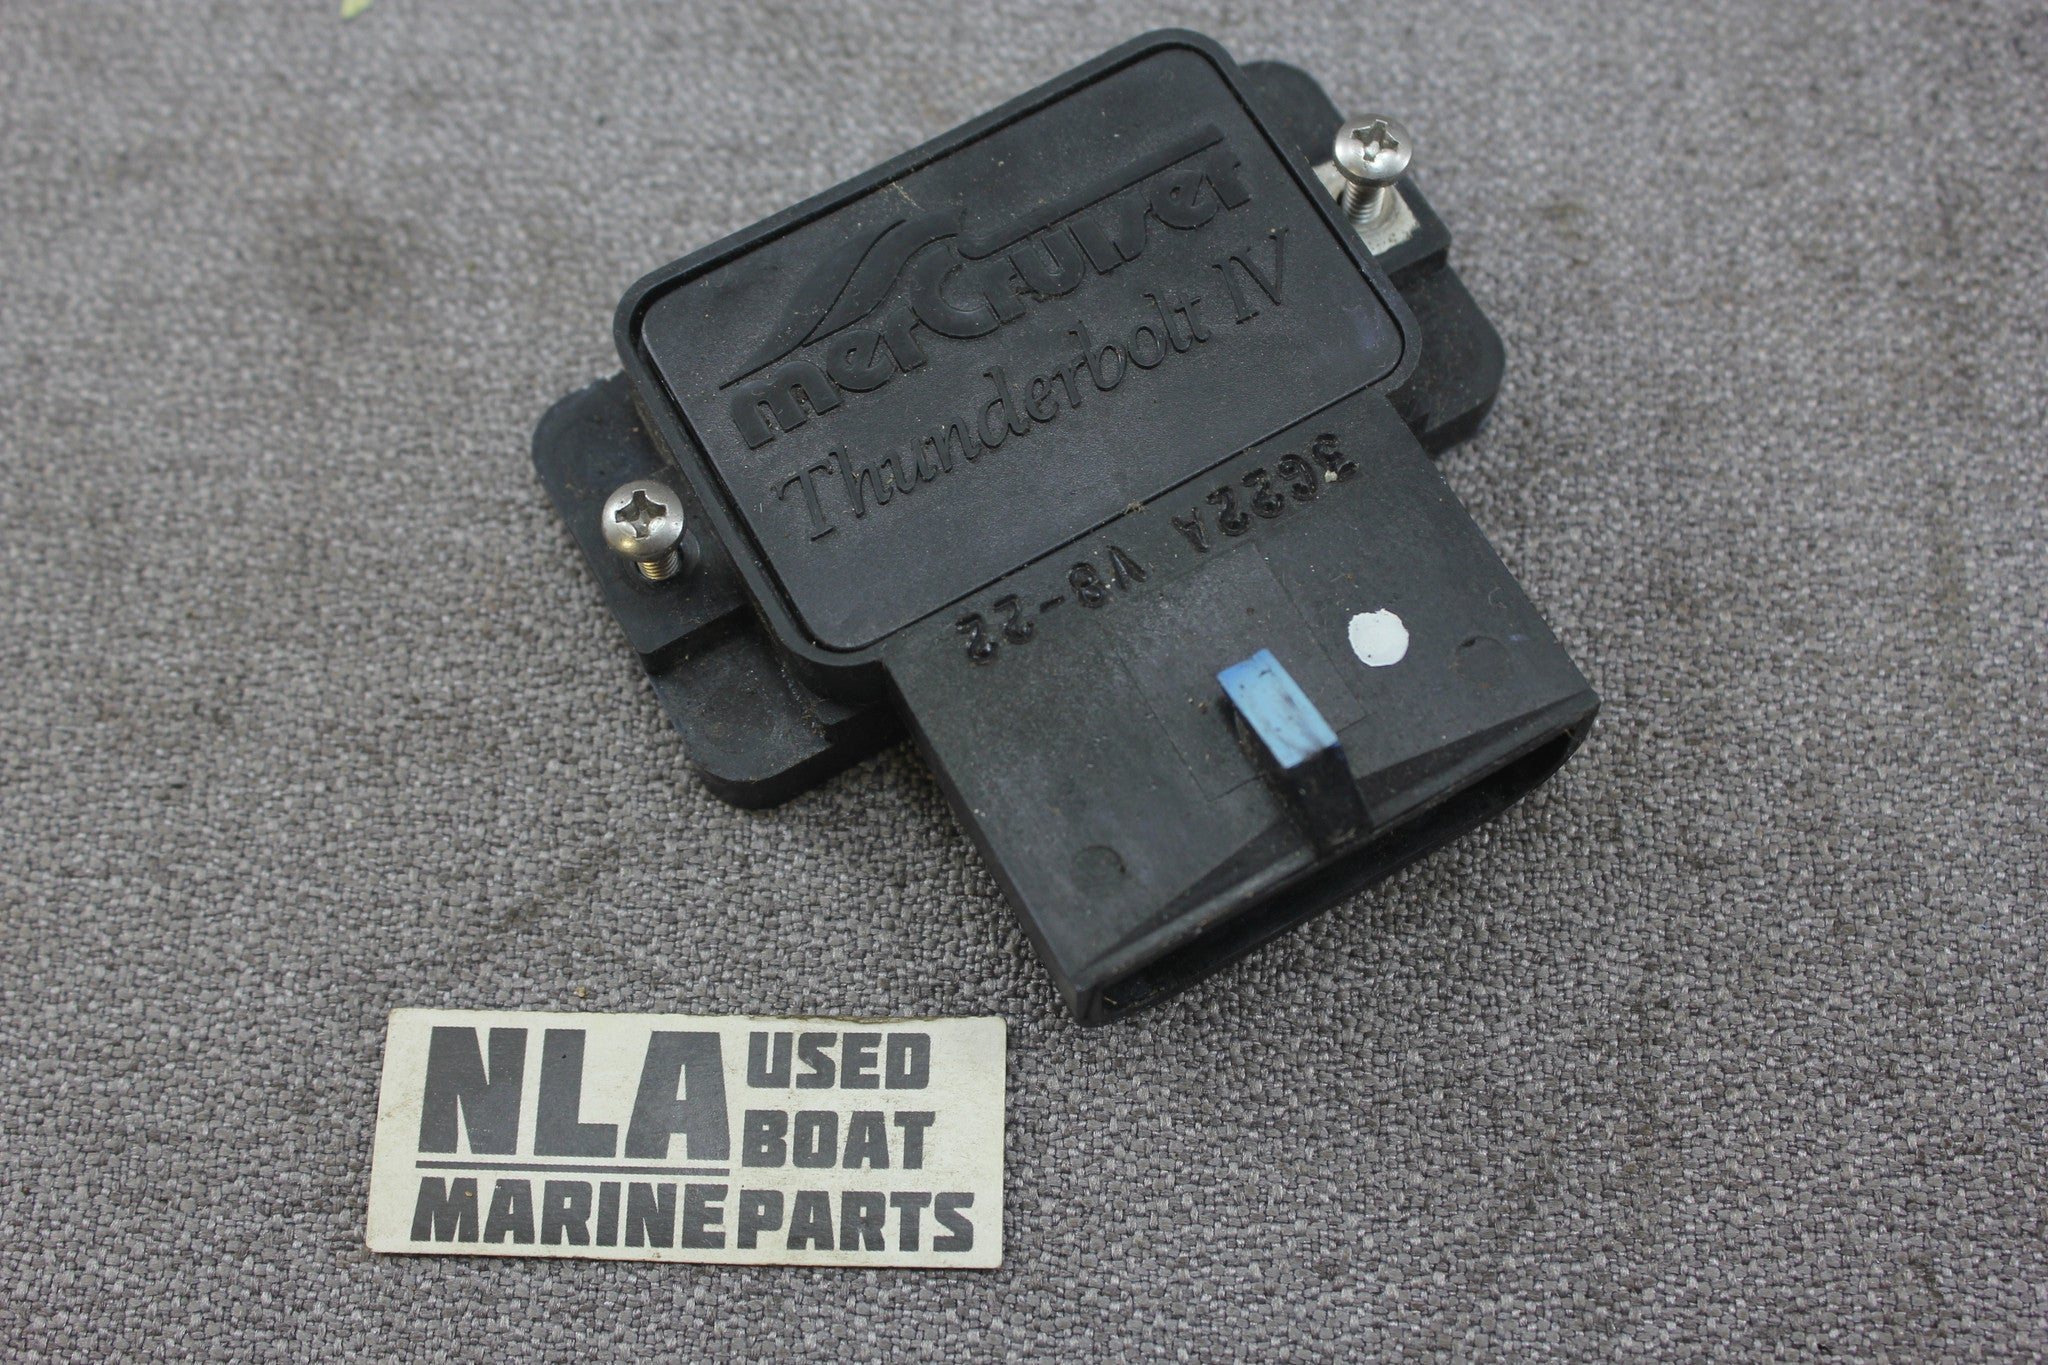 merCruiser
Thunderbolt IV
3G22A V8-22
NLA USED
BOAT
MARINE PARTS